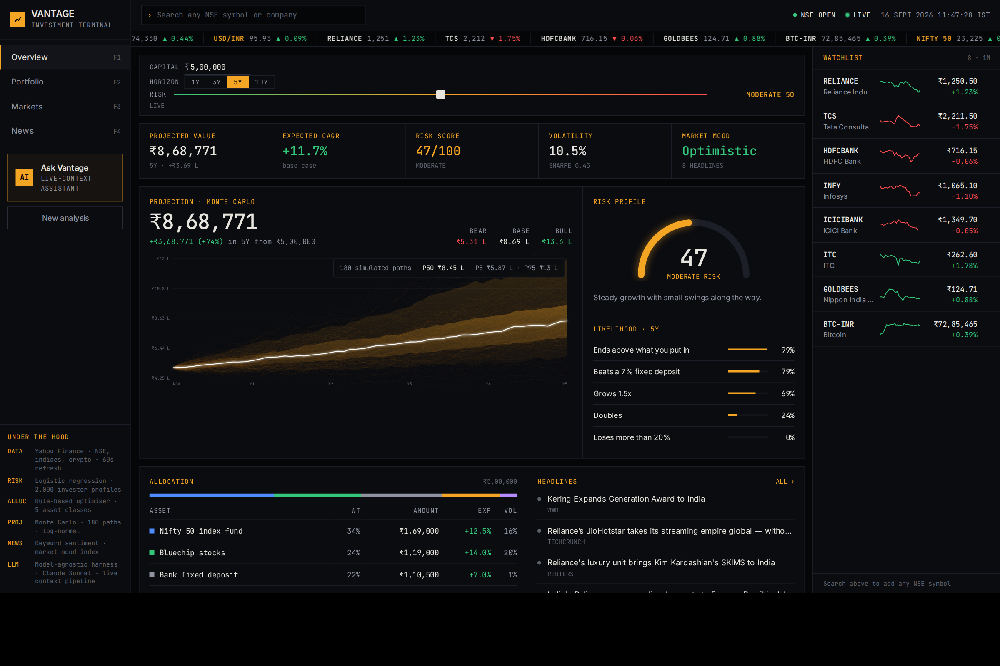 VANTAGE
INVESTMENT TERMINAL
› Search any NSE symbol or company
NSE OPEN LIVE 16 SEPT 2026 11:47:28 IST
74,330 ▲ 0.44% USD/INR 95.93 ▲ 0.09% RELIANCE 1,251 ▲ 1.23% TCS 2,212 ▼ 1.75% HDFCBANK 716.15 ▼ 0.06% GOLDBEES 124.71 ▲ 0.88% BTC-INR 72,85,465 ▲ 0.39% NIFTY 50 23,225 ▲ 0
Overview F1
Portfolio F2
Markets F3
News F4
AI
Ask Vantage
LIVE-CONTEXT
ASSISTANT
New analysis
UNDER THE HOOD
DATA Yahoo Finance · NSE,
indices, crypto · 60s
refresh
RISK Logistic regression ·
2,000 investor profiles
ALLOC Rule-based optimiser ·
5 asset classes
PROJ Monte Carlo · 180 paths
· log-normal
NEWS Keyword sentiment ·
market mood index
LLM Model-agnostic harness
· Claude Sonnet · live
context pipeline
CAPITAL ₹ 5,00,000
HORIZON 1Y 3Y 5Y 10Y
RISK MODERATE 50
LIVE
PROJECTED VALUE
₹8,68,771
5Y · +₹3.69 L
EXPECTED CAGR
+11.7%
base case
RISK SCORE
47/100
MODERATE
VOLATILITY
10.5%
SHARPE 0.45
MARKET MOOD
Optimistic
8 HEADLINES
PROJECTION · MONTE CARLO
₹8,68,771
+₹3,68,771 (+74%) in 5Y from ₹5,00,000
BEAR BASE BULL
₹5.31 L ₹8.69 L ₹13.6 L
180 simulated paths · P50 ₹8.45 L · P5 ₹5.87 L · P95 ₹13 L
₹13 L
₹10.8 L
₹8.63 L
₹6.44 L
₹4.25 L
NOW Y1 Y2 Y3 Y4 Y5
RISK PROFILE
47
MODERATE RISK
Steady growth with small swings along the way.
LIKELIHOOD · 5Y
Ends above what you put in 99%
Beats a 7% fixed deposit 79%
Grows 1.5x 69%
Doubles 24%
Loses more than 20% 0%
ALLOCATION ₹5,00,000
ASSET WT AMOUNT EXP VOL
Nifty 50 index fund 34% ₹1,69,000 +12.5% 16%
Bluechip stocks 24% ₹1,19,000 +14.0% 20%
Bank fixed deposit 22% ₹1,10,500 +7.0% 1%
HEADLINES ALL ›
Kering Expands Generation Award to India
WWD
Reliance’s JioHotstar takes its streaming empire global — witho...
TECHCRUNCH
Reliance's luxury unit brings Kim Kardashian's SKIMS to India
REUTERS
WATCHLIST 8 · 1M
RELIANCE ₹1,250.50
Reliance Indu... +1.23%
TCS ₹2,211.50
Tata Consulta... -1.75%
HDFCBANK ₹716.15
HDFC Bank -0.06%
INFY ₹1,065.10
Infosys -1.10%
ICICIBANK ₹1,349.70
ICICI Bank -0.05%
ITC ₹262.60
ITC +1.78%
GOLDBEES ₹124.71
Nippon India ... +0.88%
BTC-INR ₹72,85,465
Bitcoin +0.39%
Search above to add any NSE symbol